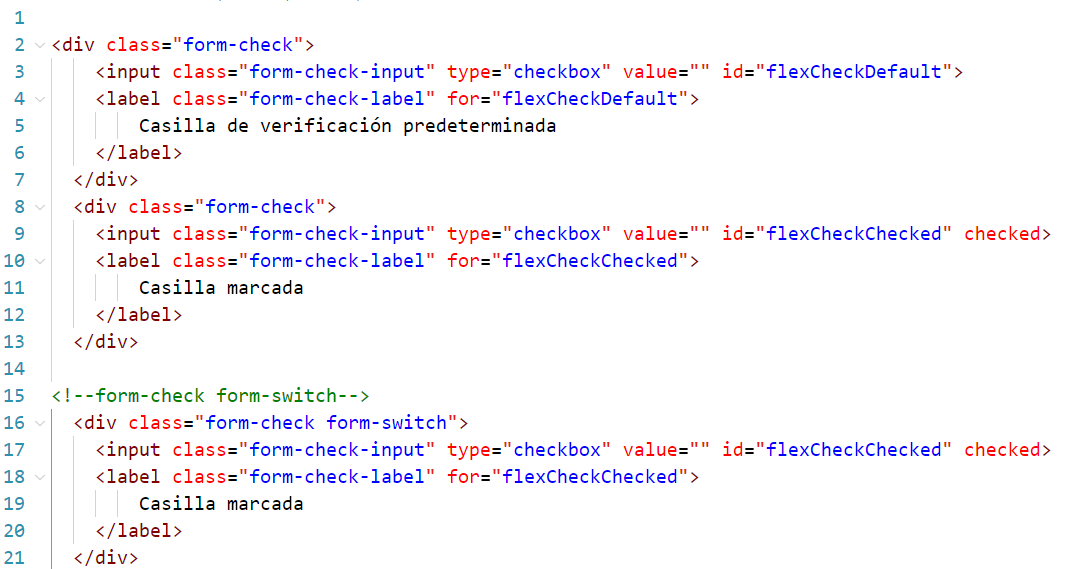 1
2 <div class="form-check">
3 <input class="form-check-input" type="checkbox" value="" id="flexCheckDefault">
4 <label class="form-check-label" for="flexCheckDefault">
5 Casilla de verificación predeterminada
6 </label>
7 </div>
8 <div class="form-check">
9 <input class="form-check-input" type="checkbox" value="" id="flexCheckChecked" checked>
10 <label class="form-check-label" for="flexCheckChecked">
11 Casilla marcada
12 </label>
13 </div>
14
15 <!--form-check form-switch-->
16 <div class="form-check form-switch">
17 <input class="form-check-input" type="checkbox" value="" id="flexCheckChecked" checked>
18 <label class="form-check-label" for="flexCheckChecked">
19 Casilla marcada
20 </label>
21 </div>